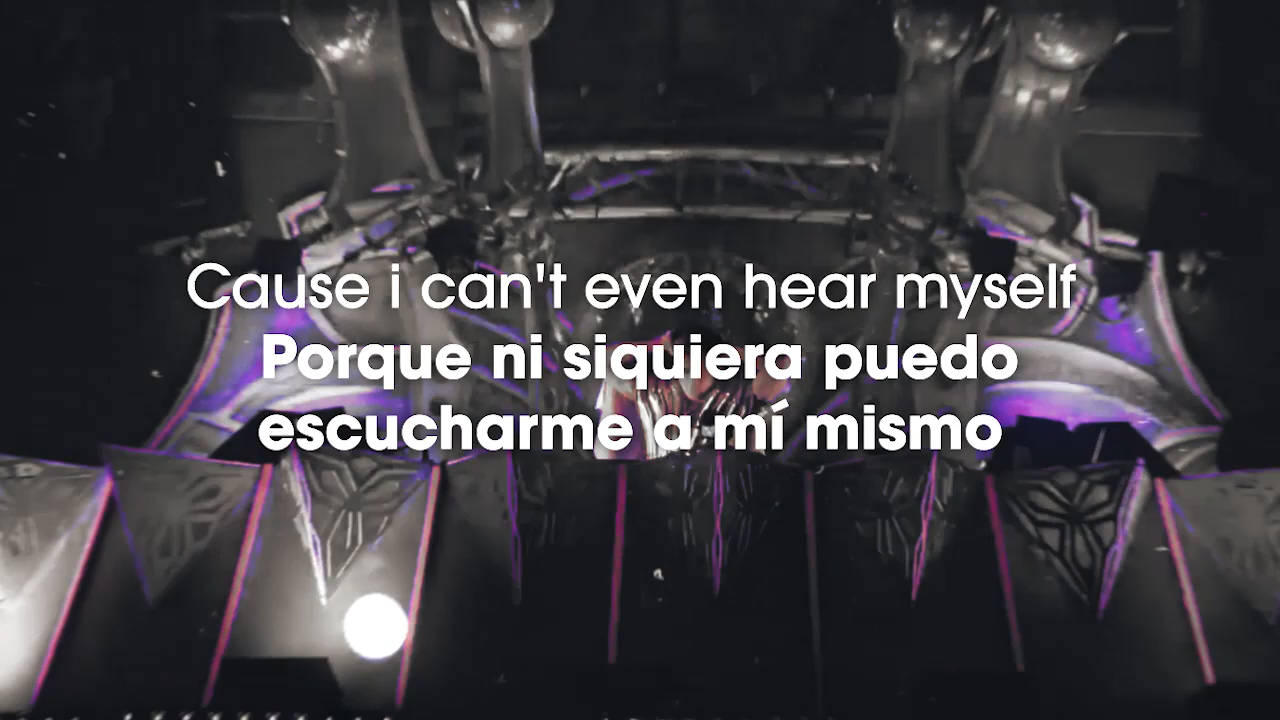 Cause i can't even hear myself
Porque ni siquiera puedo
escucharme a mí mismo